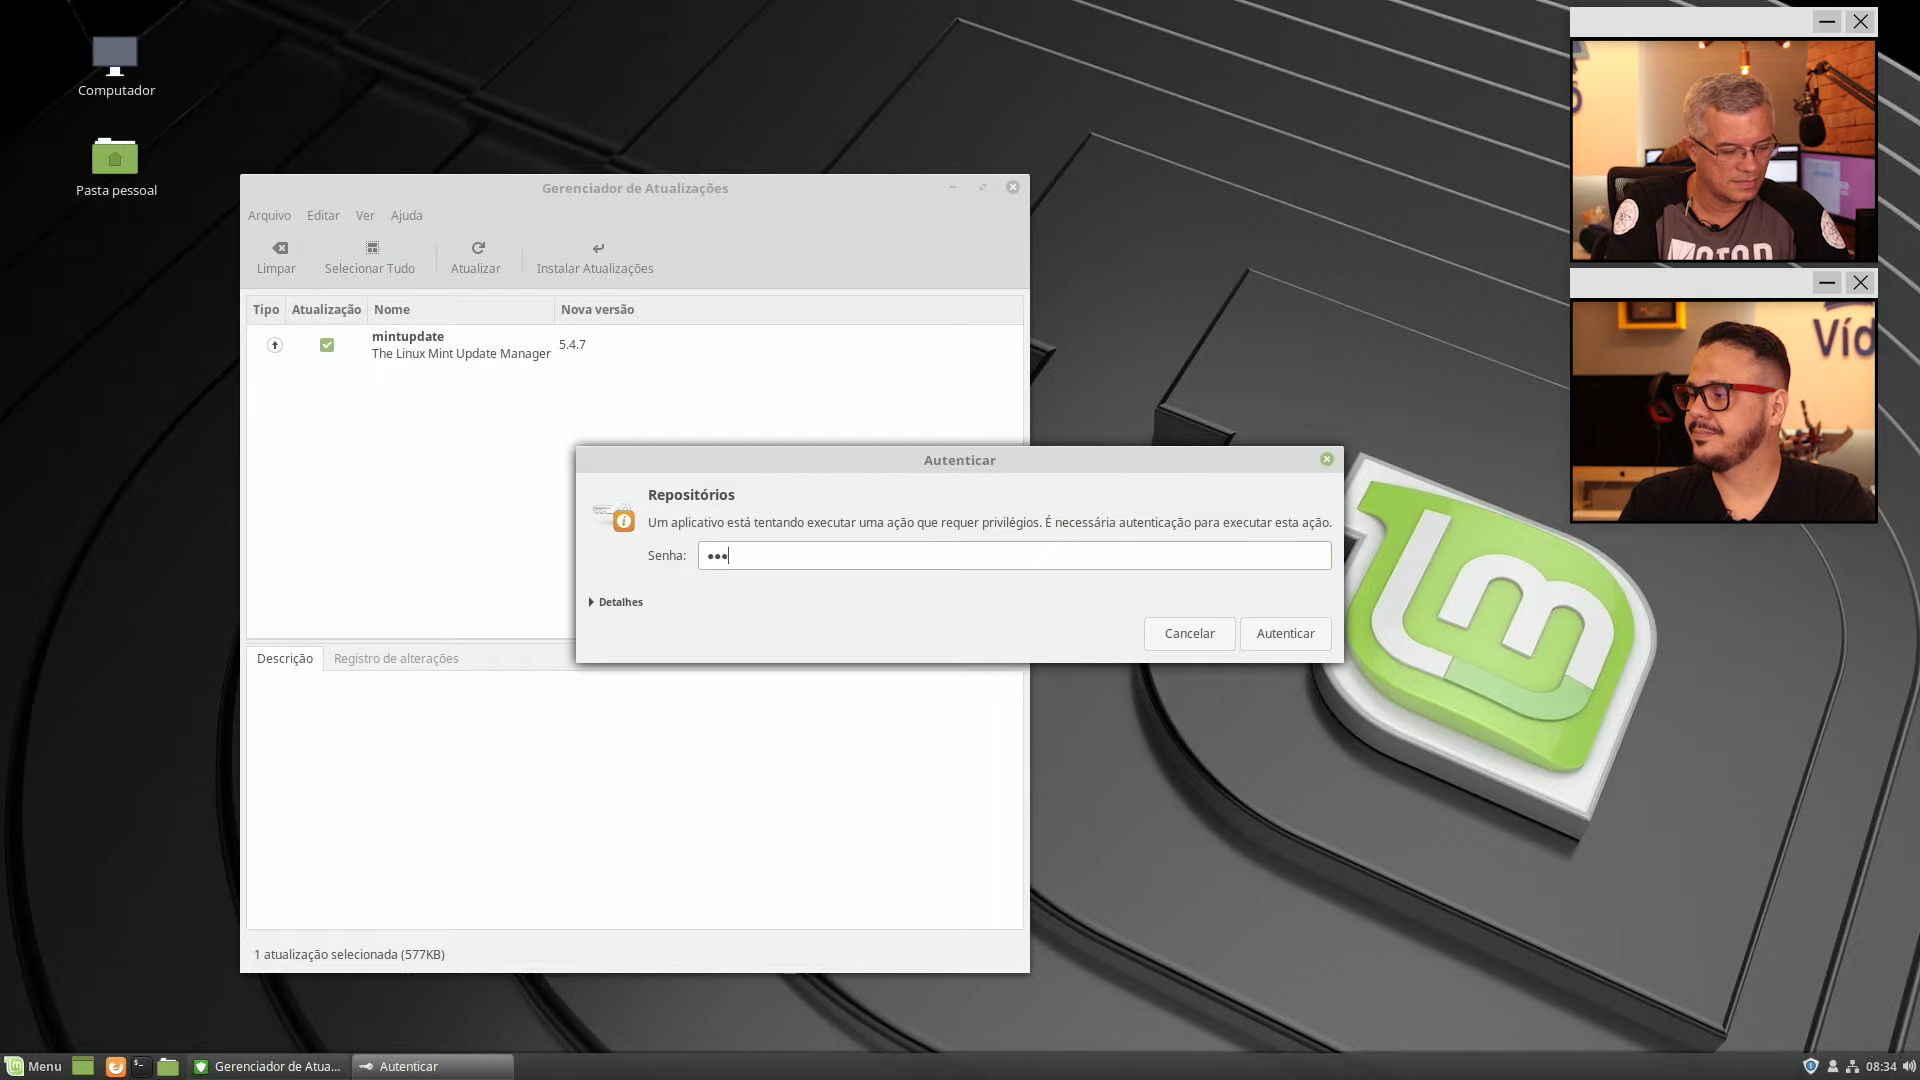 Computador
Pasta pessoal
Gerenciador de Atualizações
Arquivo Editar Ver Ajuda
Limpar Selecionar Tudo Atualizar Instalar Atualizações
Tipo Atualização Nome Nova versão
mintupdate
The Linux Mint Update Manager 5.4.7
Autenticar
Repositórios
Um aplicativo está tentando executar uma ação que requer privilégios. É necessária autenticação para executar esta ação.
Senha: •••
Detalhes
Cancelar Autenticar
Descrição Registro de alterações
1 atualização selecionada (577KB)
Víd
Menu Gerenciador de Atua... Autenticar 08:34